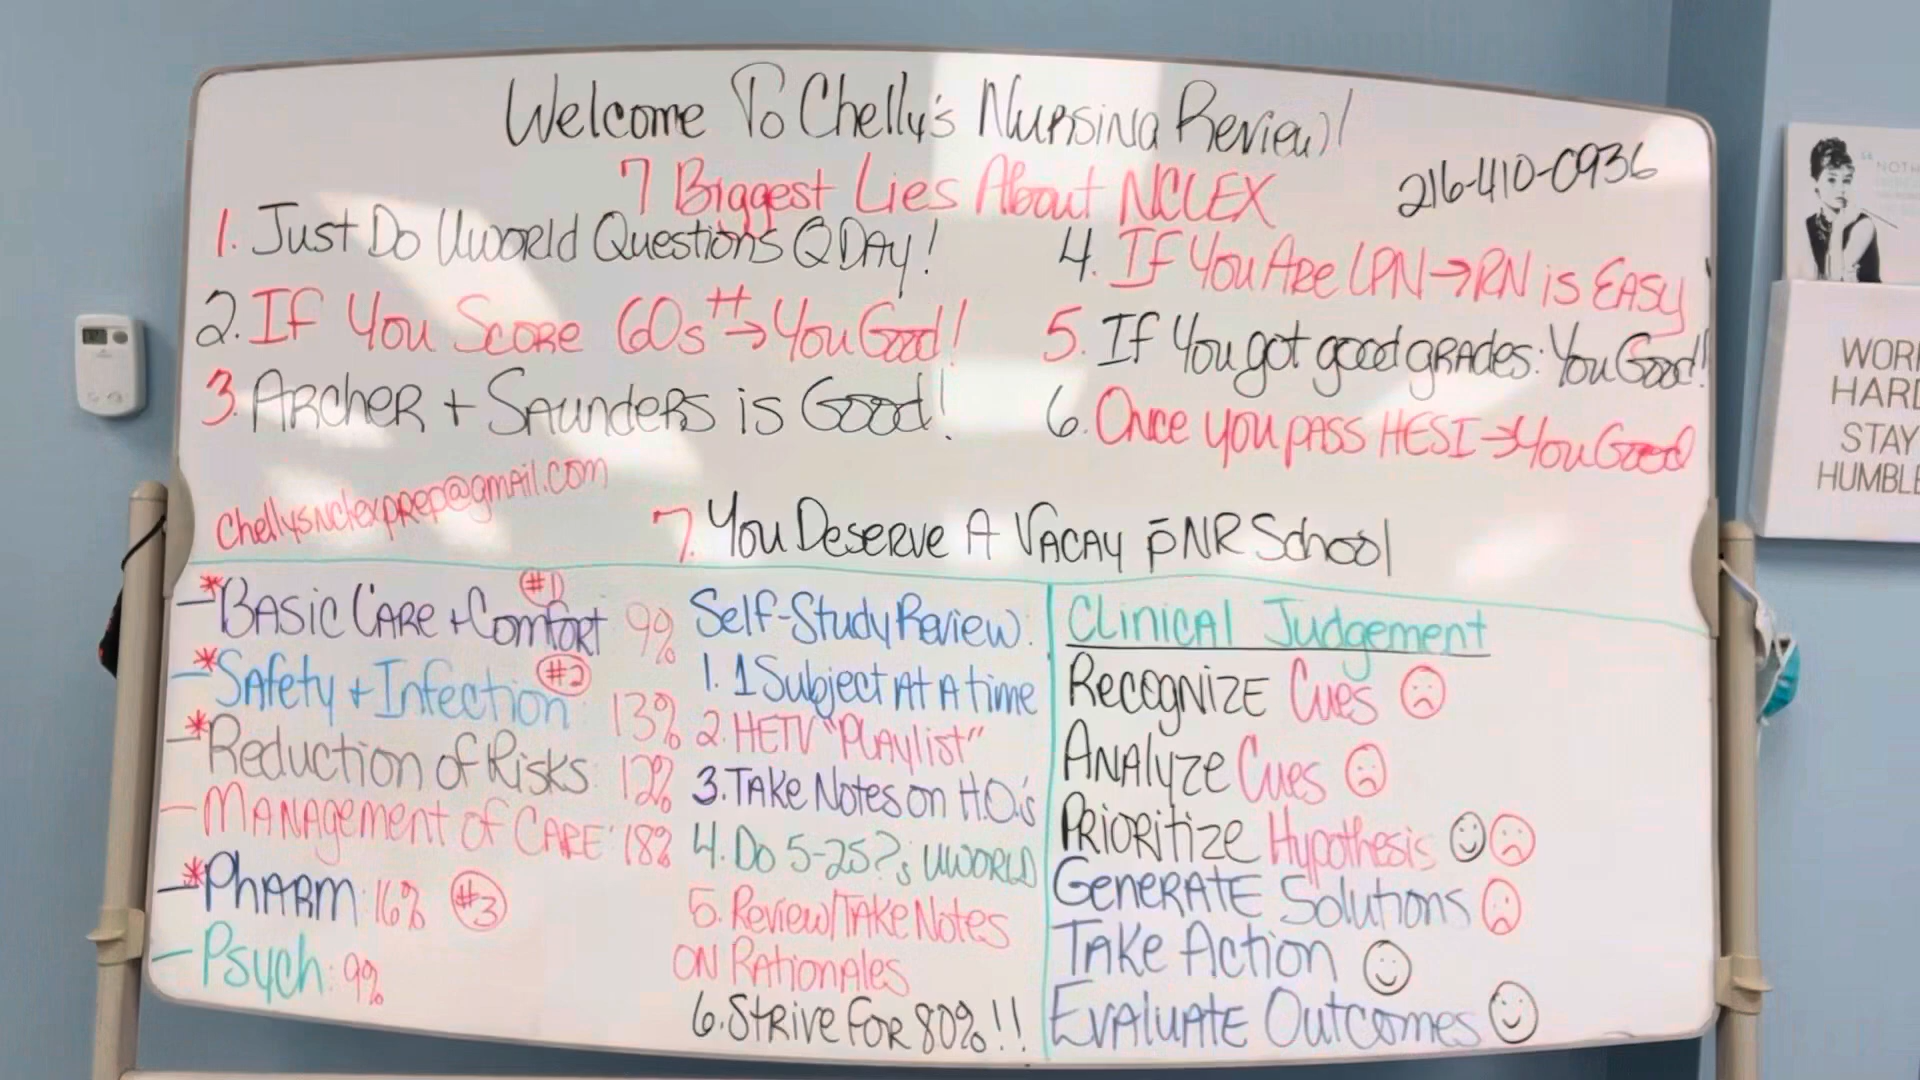 Welcome To Chelly's Nursing Review!
7 Biggest Lies About NCLEX
216-410-0936
1. Just Do Uworld Questions Q DAY!
2. If You Score 60s++→You Good!
3. Archer + Saunders is Good!
4. If You Are LPN→RN is Easy
5. If You got good grades: You Good!
6. Once you pass HESI→You Good
chellysnclexprep@gmail.com
7. You Deserve A Vacay p̄ NR School
-*Basic Care + Comfort #1 9%
-*Safety + Infection #2 13%
-*Reduction of Risks 12%
-Management of Care: 18%
-*Pharm: 16% #3
-Psych: 9%
Self-Study Review:
1. 1 Subject At A time
2. HETV "Playlist"
3. Take Notes on H.O.'s
4. Do 5-25?s UWORLD
5. Review/Take Notes
on Rationales
6. Strive For 80%!!
Clinical Judgement
Recognize Cues
Analyze Cues
Prioritize Hypothesis
Generate Solutions
Take Action
Evaluate Outcomes
"NOTH
WORK
HARD
STAY
HUMBLE